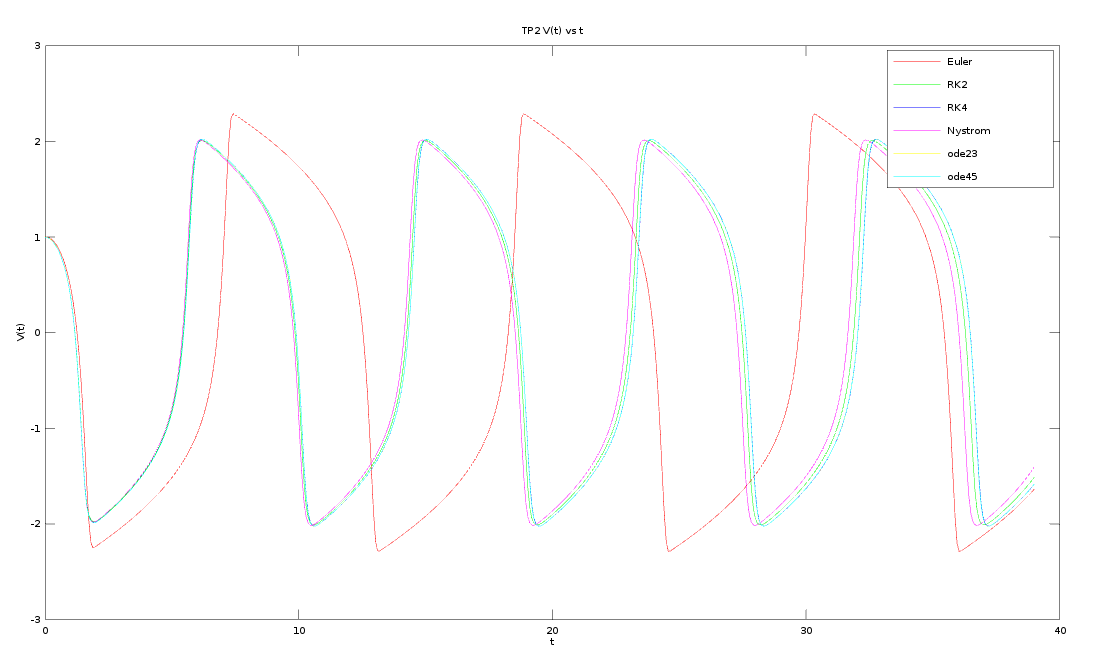 TP2 V(t) vs t
3
2
1
0
-1
-2
-3
V(t)
0
10
20
30
40
t
Euler
RK2
RK4
Nystrom
ode23
ode45